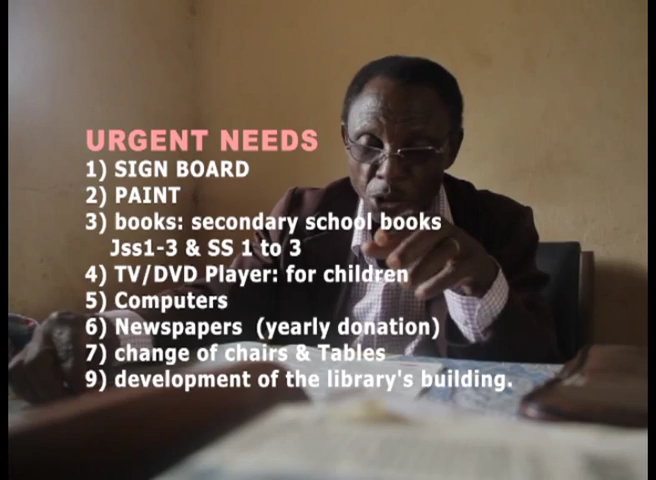 URGENT NEEDS
1) SIGN BOARD
2) PAINT
3) books: secondary school books
Jss1-3 & SS 1 to 3
4) TV/DVD Player: for children
5) Computers
6) Newspapers (yearly donation)
7) change of chairs & Tables
9) development of the library's building.